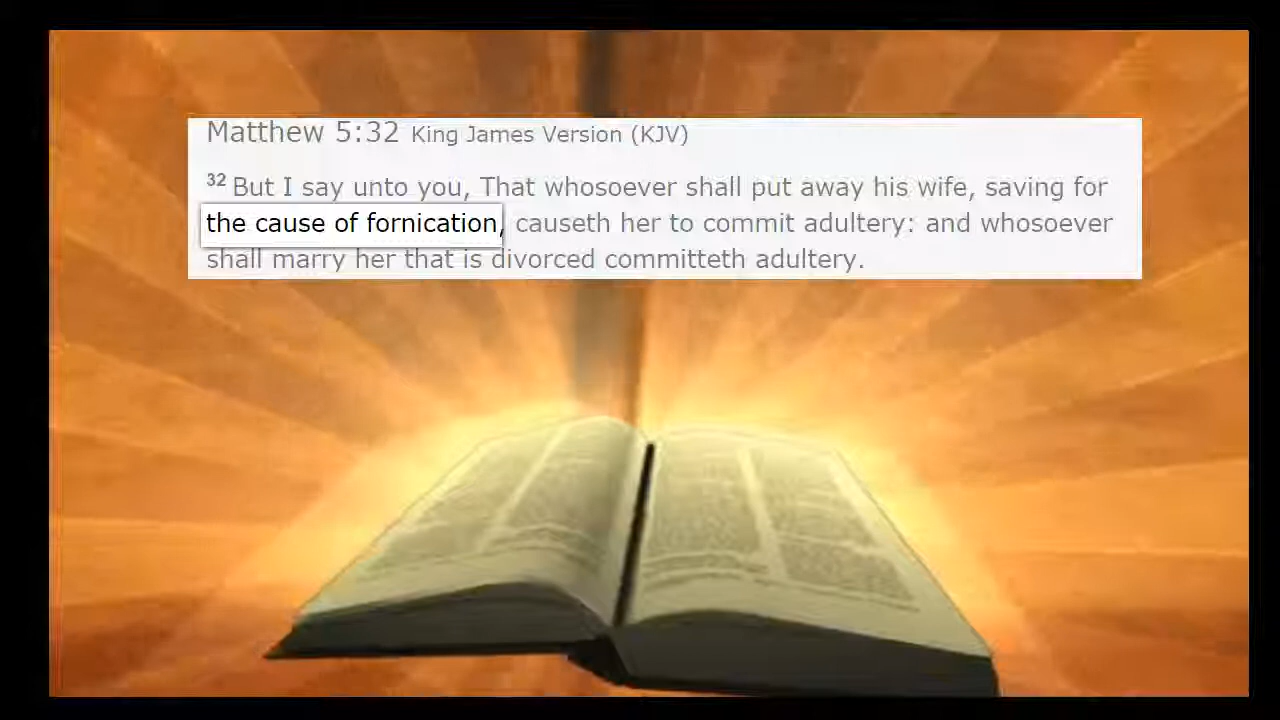 Matthew 5:32 King James Version (KJV)
32 But I say unto you, That whosoever shall put away his wife, saving for
the cause of fornication, causeth her to commit adultery: and whosoever
shall marry her that is divorced committeth adultery.